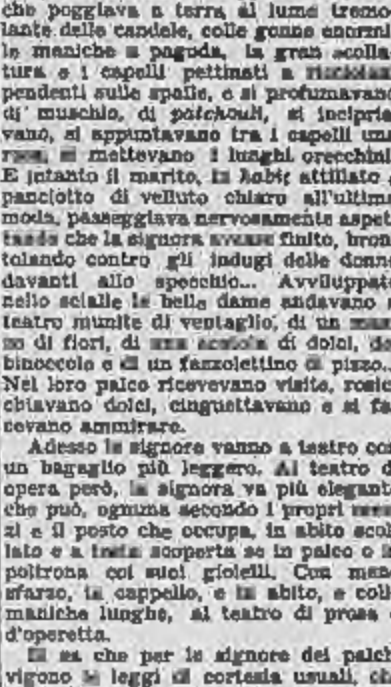 che poggiava a terra al lume tremo-
lante delle candele, colle gonne enormi
le maniche a pagoda, la gran scolla-
tura e i capelli pettinati a
pendenti sulle spalle, e si profumavano
di muschio, di patchouli, si incipria-
vano, si appuntavano tra i capelli una
si mettevano i lunghi orecchini
E intanto il marito, in habit attillato
panciotto di velluto chiaro all'ultima
moda, passeggiava nervosamente aspet-
tando che la signora avesse finito, bron-
tolando contro gli indugi delle donne
davanti allo specchio... Avviluppate
nello scialle le belle dame andavano
teatro munite di ventaglio, di un
di fiori, di una scatola di dolci, del
binoccolo e di un fazzolettino di pizzo..
Nel loro palco ricevevano visite, rosic-
chiavano dolci, cinguettavano e si fa-
cevano ammirare.
Adesso le signore vanno a teatro con
un bagaglio più leggero. Al teatro d
opera però, la signora va più elegante
che può, ognuna secondo i propri
zi e il posto che occupa, in abito scol-
lato e a testa scoperta se in palco o in
poltrona coi suoi gioielli. Con meno
sfarzo, in cappello, e in abito, e colle
maniche lunghe, al teatro di prosa
d'operetta.
Si sa che per le signore dei palchi
vigono le leggi di cortesia usuali,